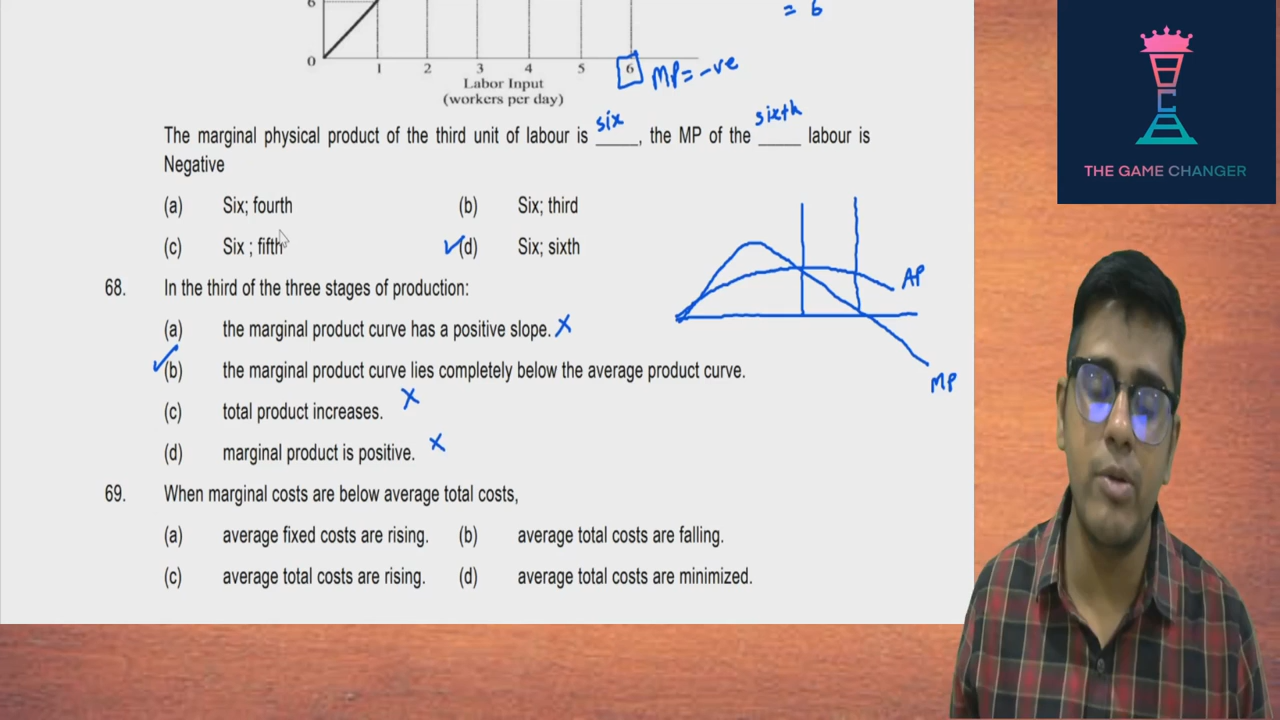 6
= 6
0
1 2 3 4 5 6 MP = -ve
Labor Input
(workers per day)
six sixth
The marginal physical product of the third unit of labour is ____, the MP of the ____ labour is
Negative
(a) Six; fourth (b) Six; third
(c) Six ; fifth (d) Six; sixth
AP
MP
68. In the third of the three stages of production:
(a) the marginal product curve has a positive slope. X
(b) the marginal product curve lies completely below the average product curve.
(c) total product increases. X
(d) marginal product is positive. X
69. When marginal costs are below average total costs,
(a) average fixed costs are rising. (b) average total costs are falling.
(c) average total costs are rising. (d) average total costs are minimized.
THE GAME CHANGER